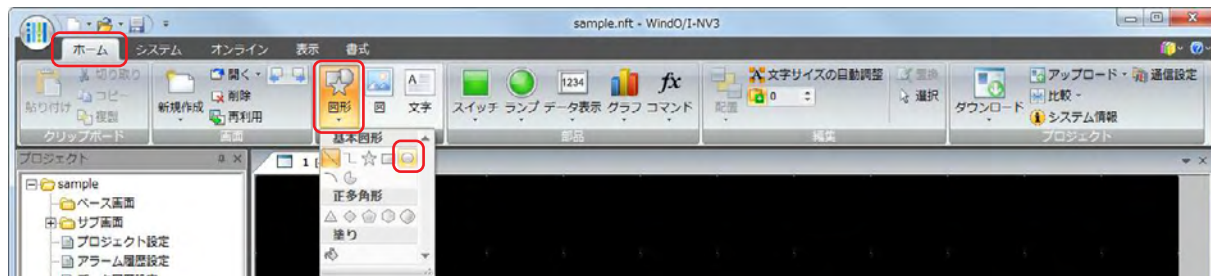 sample.nft - WindO/I-NV3
ホーム システム オンライン 表示 書式
貼り付け
切り取り
コピー
複製
クリップボード
新規作成
開く
削除
再利用
画面
図形
図
文字
スイッチ ランプ データ表示 グラフ コマンド
1234
fx
部品
配置
文字サイズの自動調整
0
置換
選択
編集
ダウンロード
アップロード
比較
システム情報
通信設定
プロジェクト
プロジェクト
sample
ベース画面
サブ画面
プロジェクト設定
アラーム履歴設定
1
基本図形
正多角形
塗り